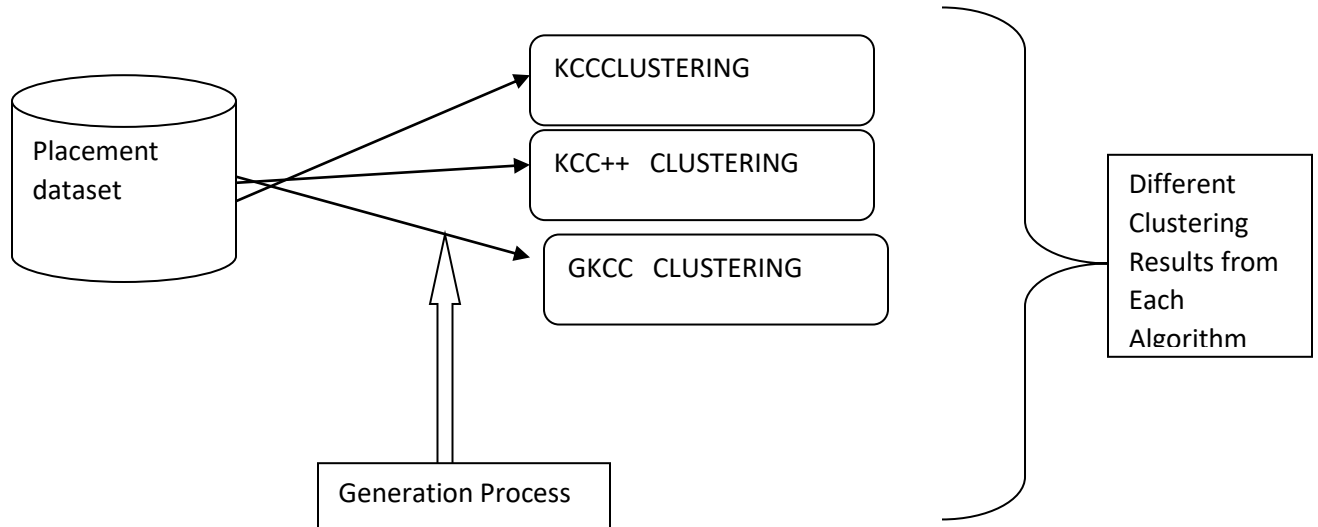 KCCCLUSTERING
Placement
dataset
KCC++ CLUSTERING
GKCC CLUSTERING
Different
Clustering
Results from
Each
Algorithm
Generation Process